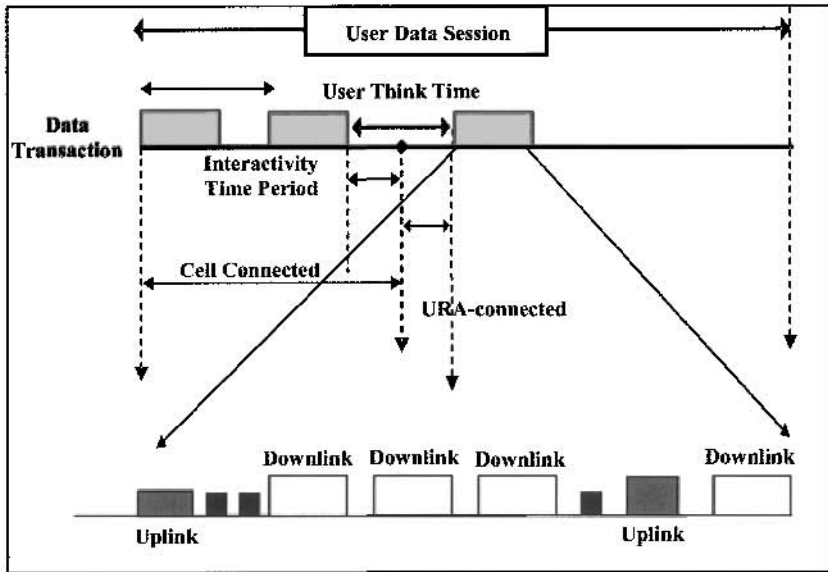 User Data Session
User Think Time
Data
Transaction
Interactivity
Time Period
Cell Connected
URA-connected
Downlink
Downlink
Downlink
Downlink
Uplink
Uplink